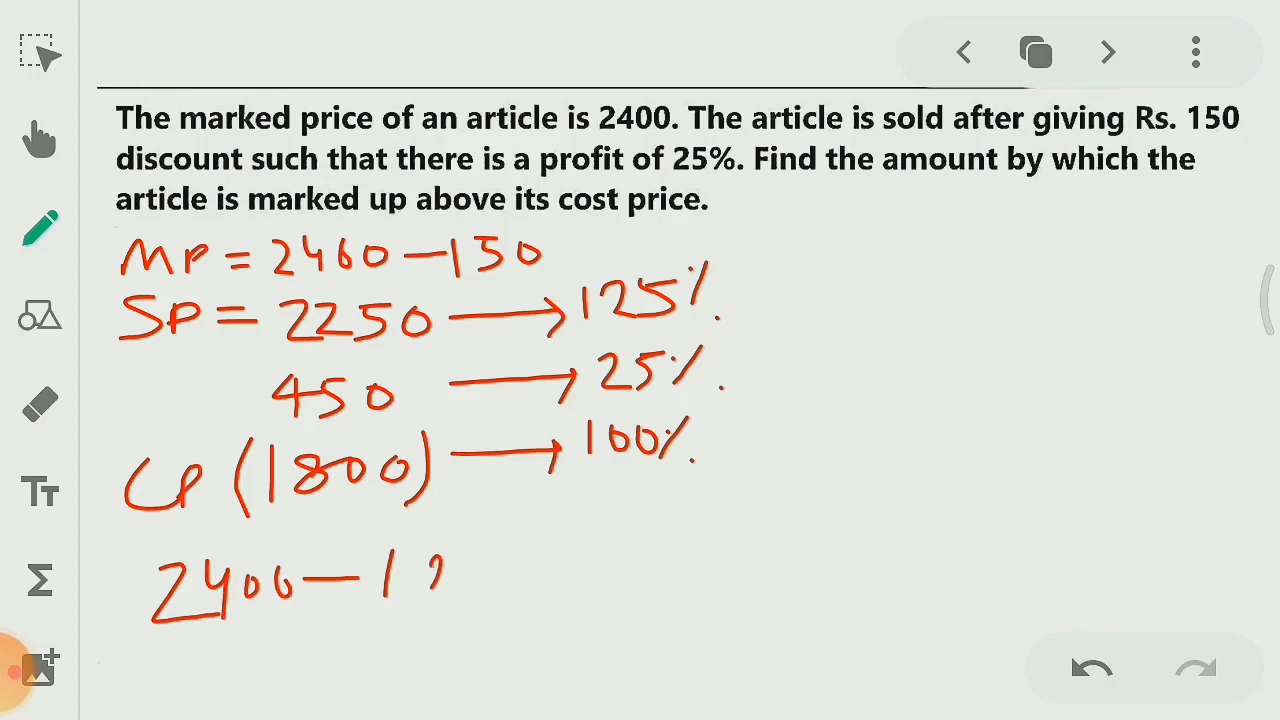 The marked price of an article is 2400. The article is sold after giving Rs. 150
discount such that there is a profit of 25%. Find the amount by which the
article is marked up above its cost price.
MP = 2400 - 150
SP = 2250 → 125%.
450 → 25%.
CP (1800) → 100%.
2400 - 1
TT
Σ